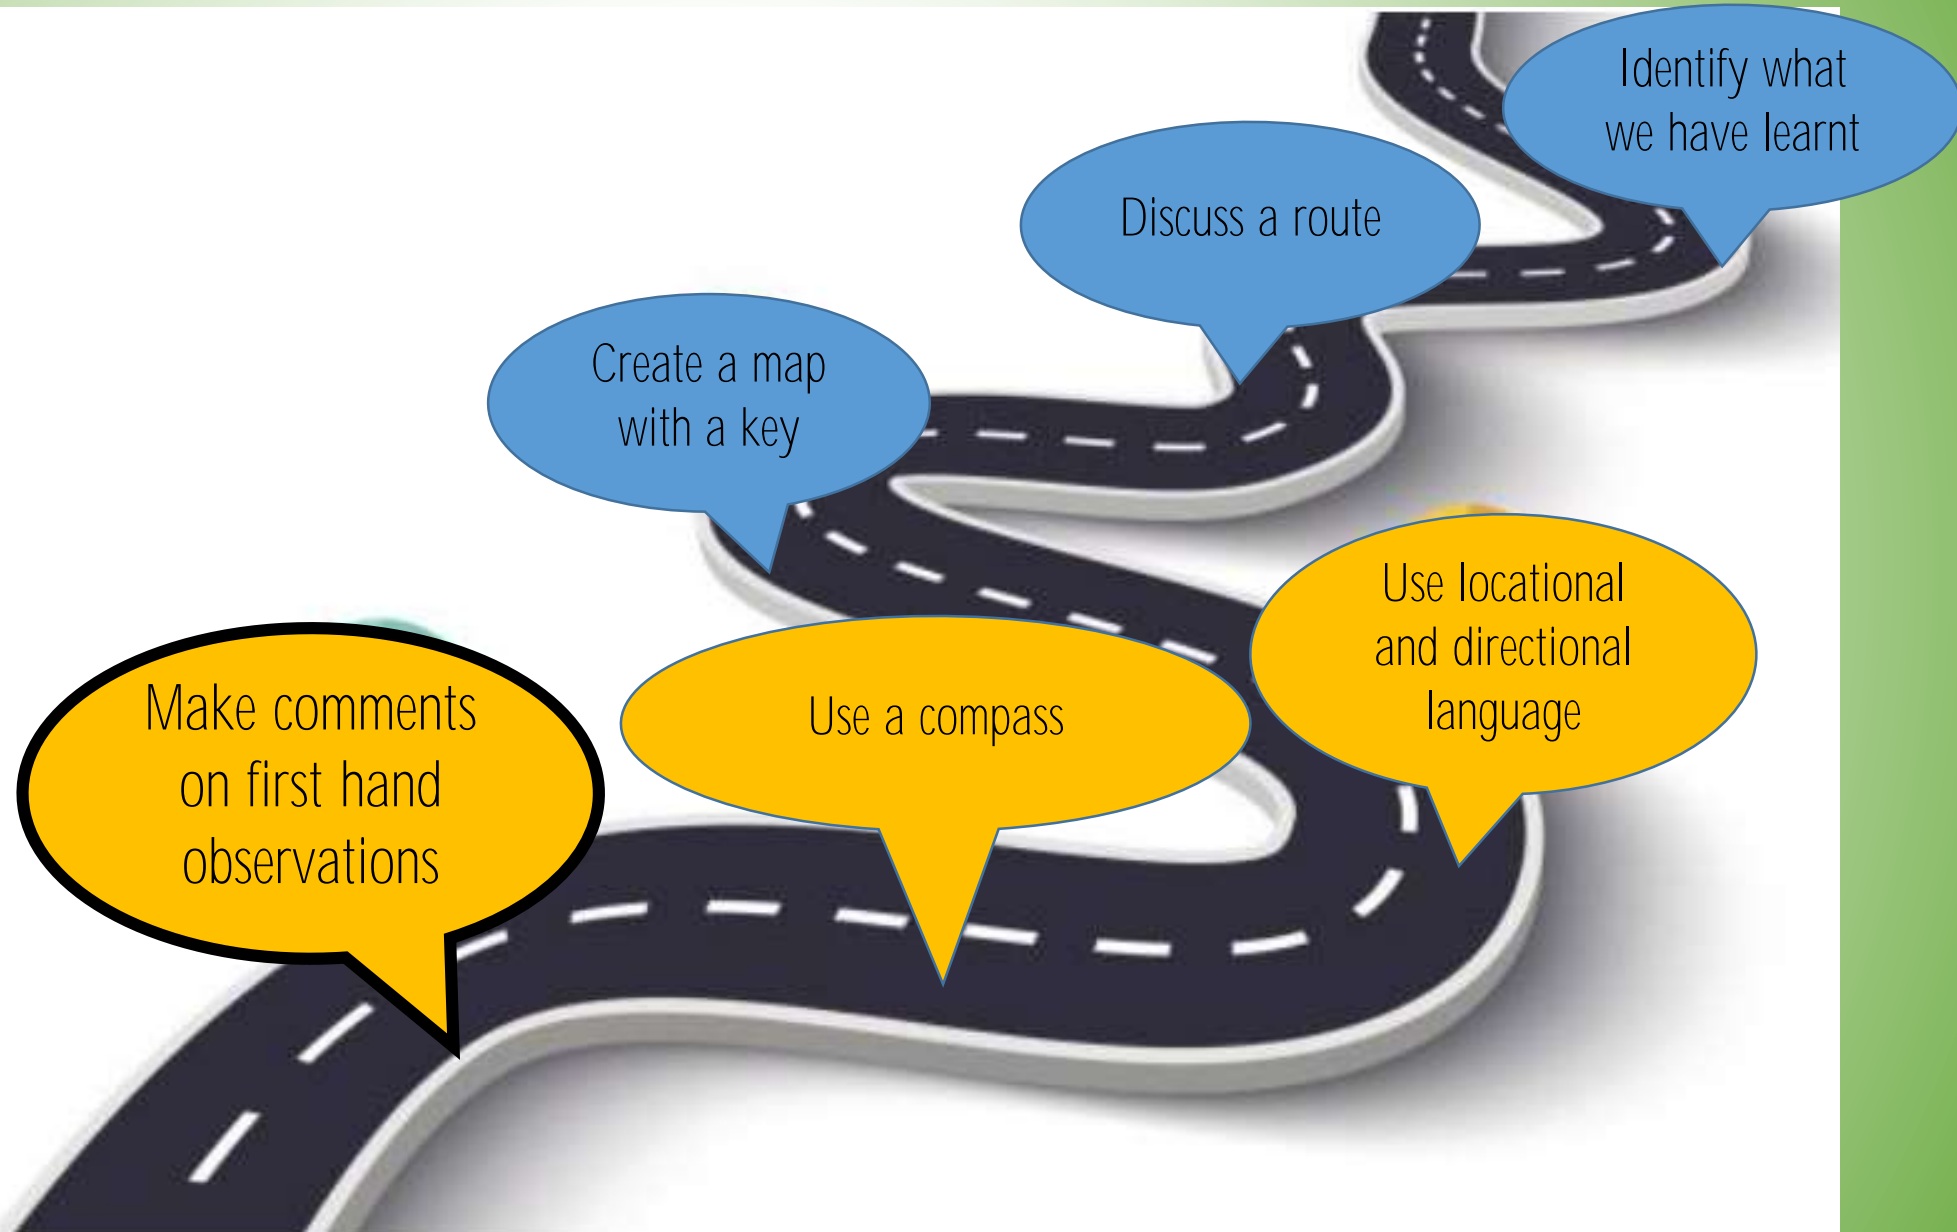 Identify what
we have learnt
Discuss a route
Create a map
with a key
Use locational
and directional
language
Use a compass
Make comments
on first hand
observations